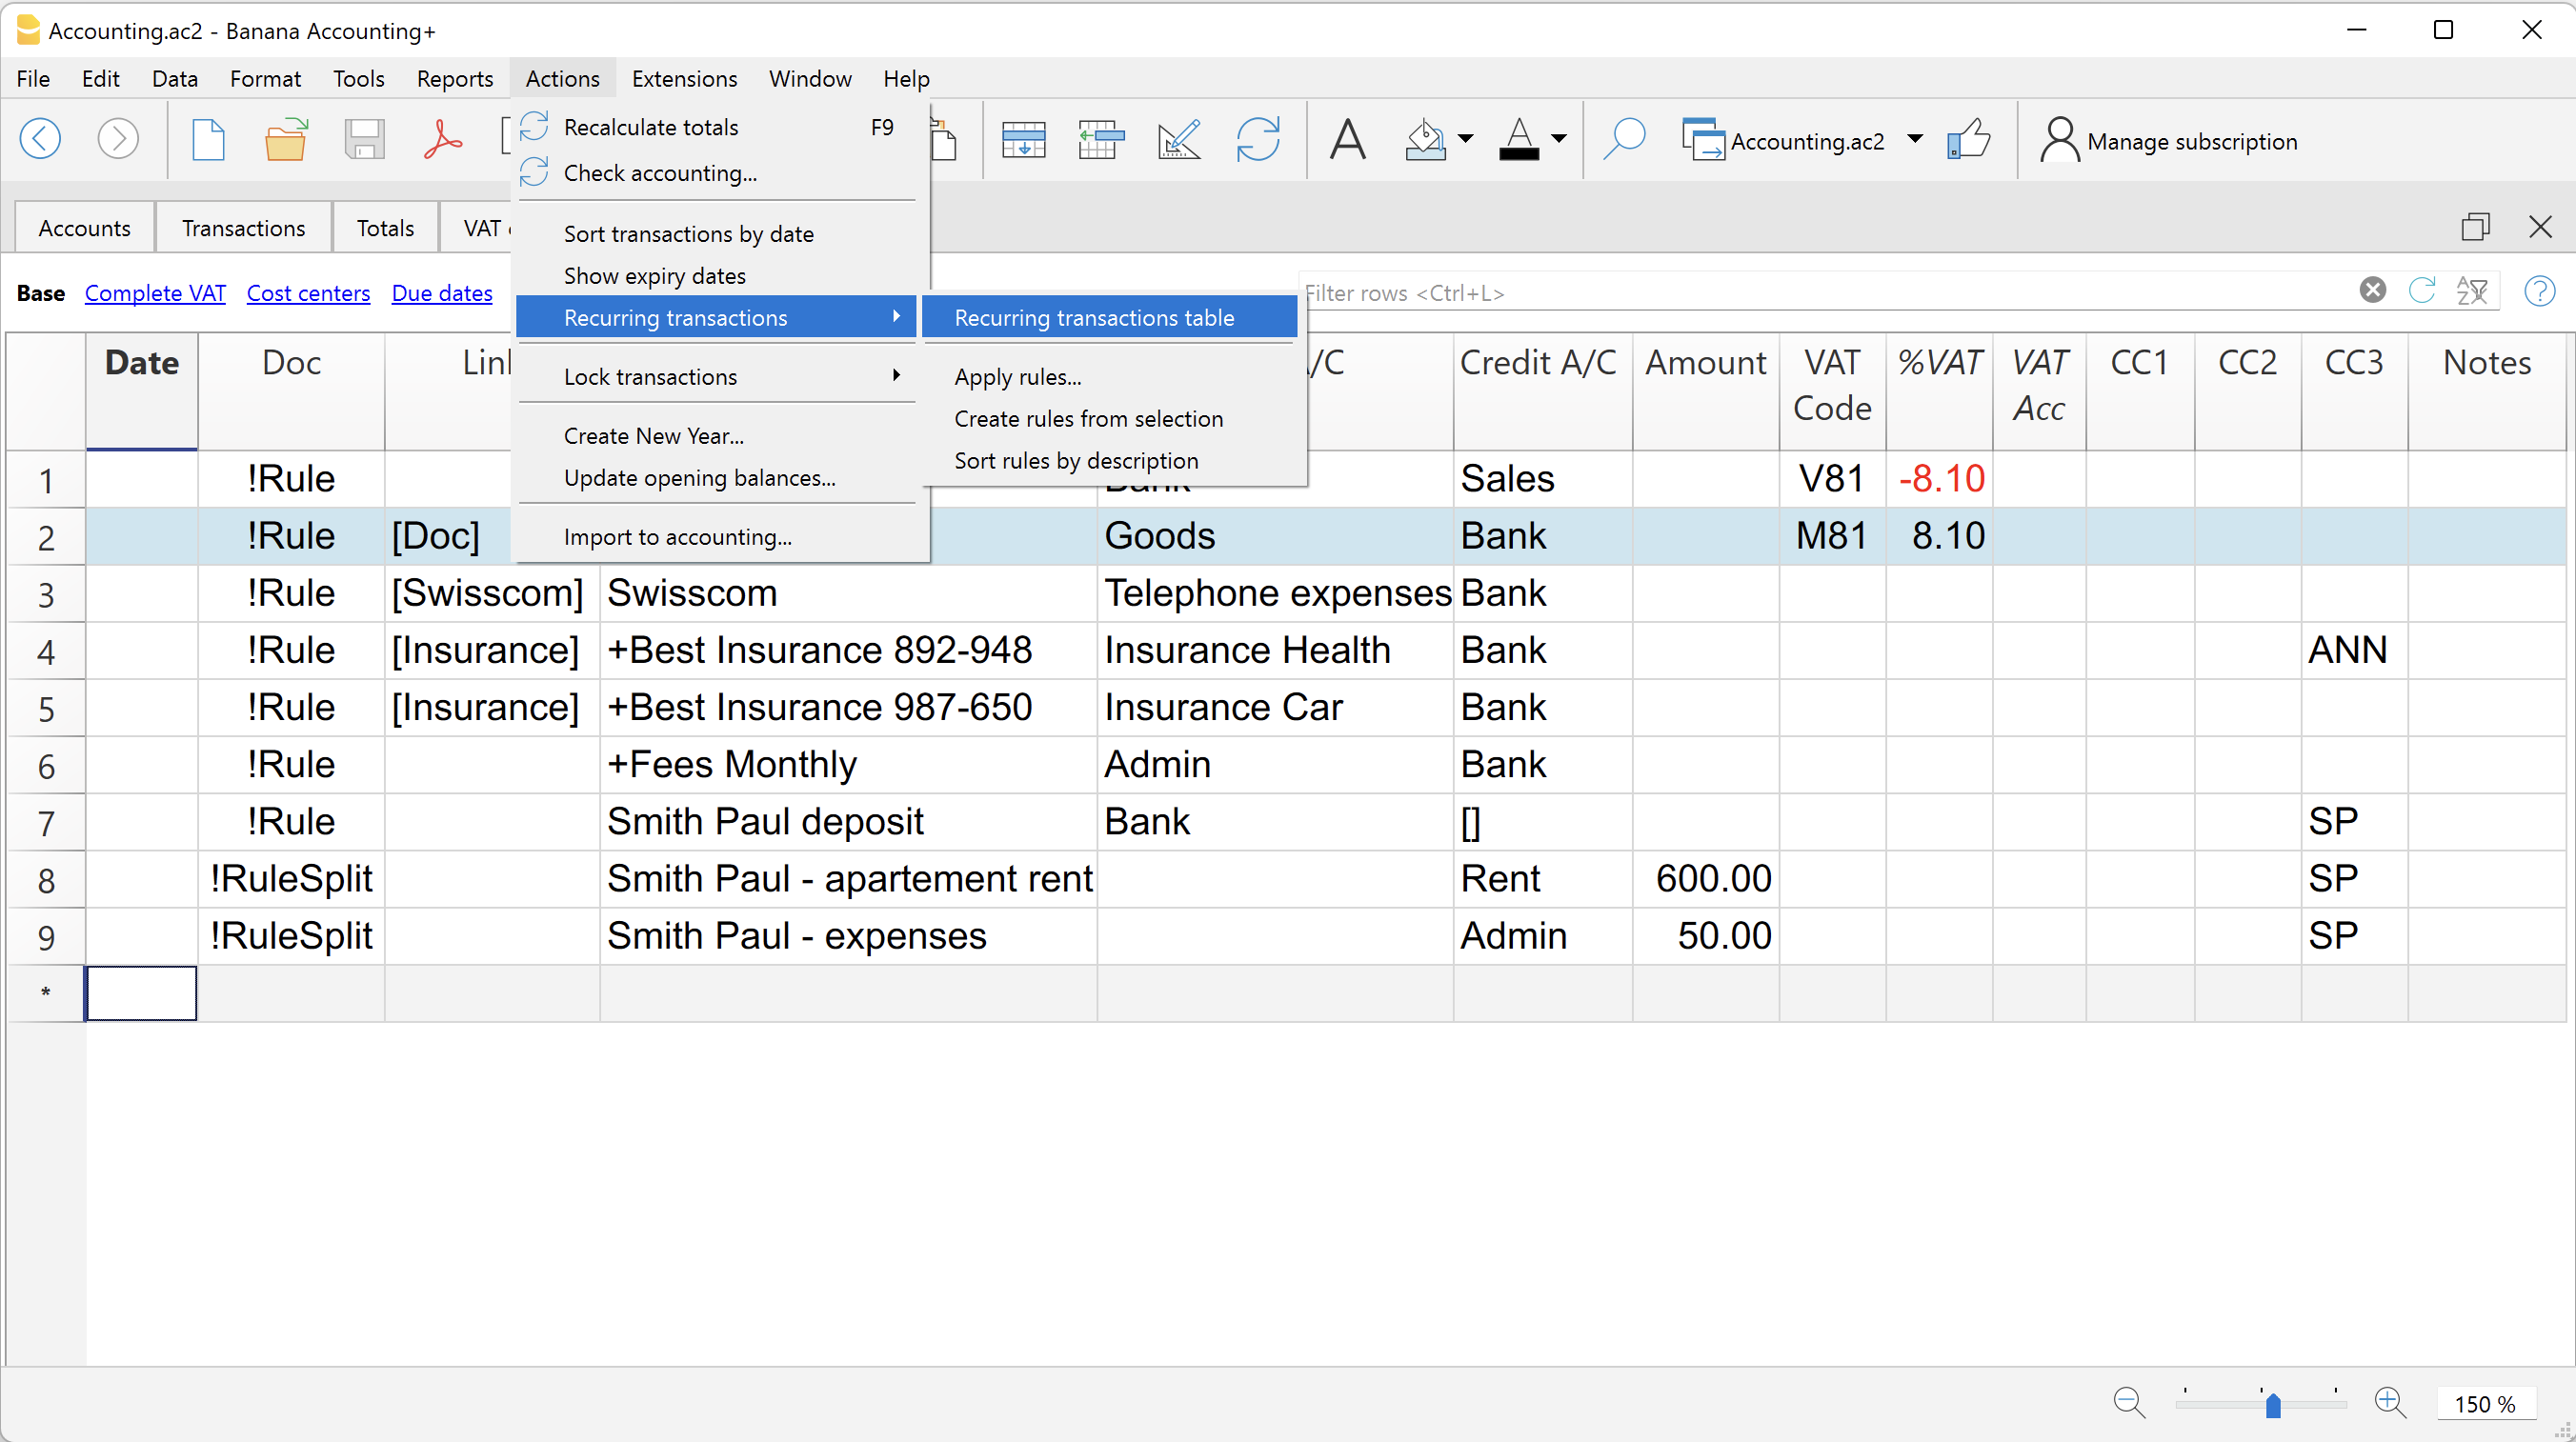 Accounting.ac2 - Banana Accounting+
File Edit Data Format Tools Reports Actions Extensions Window Help
Recalculate totals F9
Check accounting...
Sort transactions by date
Show expiry dates
Recurring transactions
Lock transactions
Create New Year...
Update opening balances...
Import to accounting...
Recurring transactions table
Apply rules...
Create rules from selection
Sort rules by description
Accounting.ac2
Manage subscription
Accounts Transactions Totals VAT
Base Complete VAT Cost centers Due dates
Filter rows <Ctrl+L>
Date Doc /C Credit A/C Amount VAT Code %VAT VAT Acc CC1 CC2 CC3 Notes
1 !Rule Sales V81 -8.10
2 !Rule [Doc] Goods Bank M81 8.10
3 !Rule [Swisscom] Swisscom Telephone expenses Bank
4 !Rule [Insurance] +Best Insurance 892-948 Insurance Health Bank ANN
5 !Rule [Insurance] +Best Insurance 987-650 Insurance Car Bank
6 !Rule +Fees Monthly Admin Bank
7 !Rule Smith Paul deposit Bank [] SP
8 !RuleSplit Smith Paul - apartement rent Rent 600.00 SP
9 !RuleSplit Smith Paul - expenses Admin 50.00 SP
*
150 %